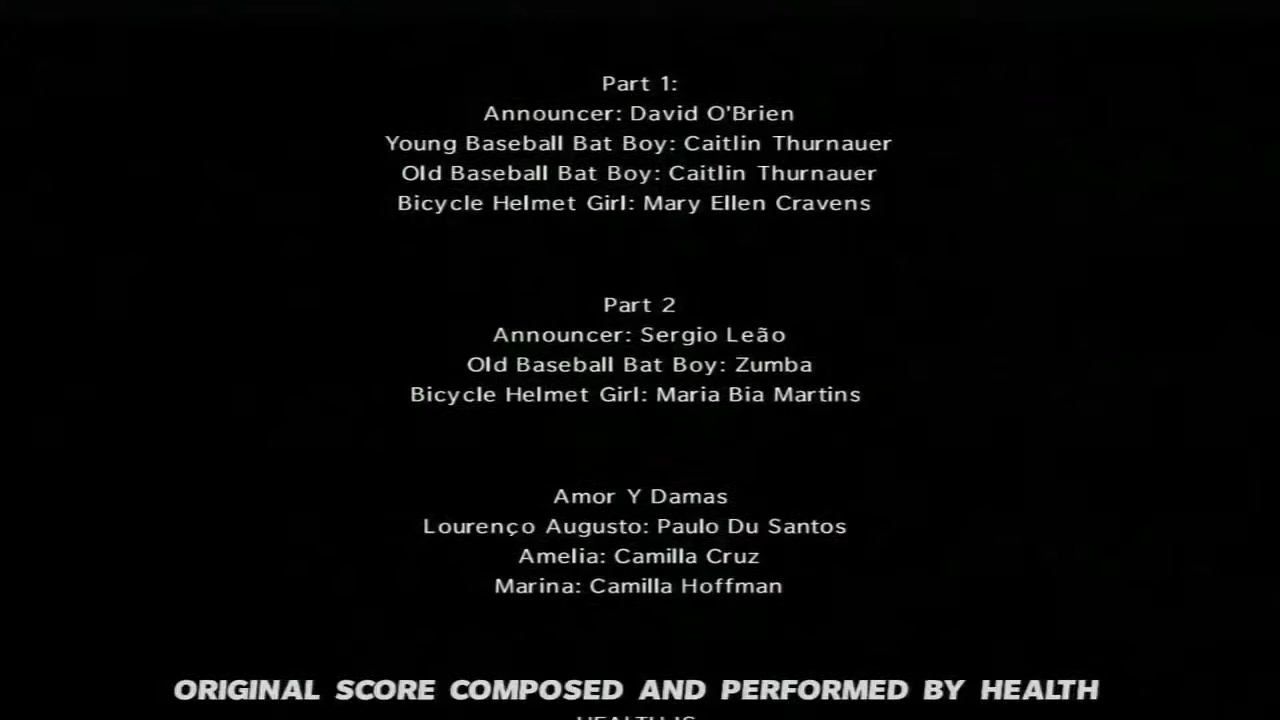 Part 1:
Announcer: David O'Brien
Young Baseball Bat Boy: Caitlin Thurnauer
Old Baseball Bat Boy: Caitlin Thurnauer
Bicycle Helmet Girl: Mary Ellen Cravens
Part 2
Announcer: Sergio Leão
Old Baseball Bat Boy: Zumba
Bicycle Helmet Girl: Maria Bia Martins
Amor Y Damas
Lourenço Augusto: Paulo Du Santos
Amelia: Camilla Cruz
Marina: Camilla Hoffman
ORIGINAL SCORE COMPOSED AND PERFORMED BY HEALTH
HEALTH IS